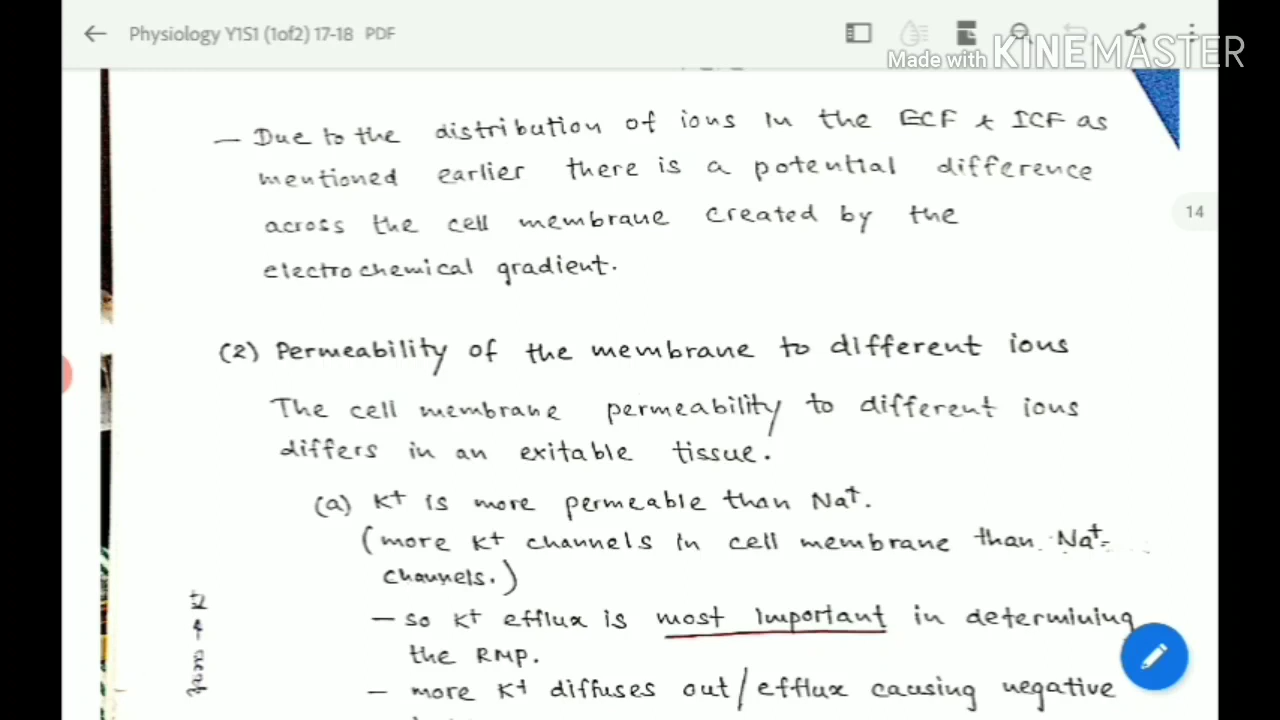 Physiology Y1S1 (1of2) 17-18 PDF
Made with KINEMASTER
— Due to the distribution of ions in the ECF & ICF as
mentioned earlier there is a potential difference
across the cell membrane created by the
electrochemical gradient.
14
(2) Permeability of the membrane to different ions
The cell membrane permeability to different ions
differs in an exitable tissue.
(a) K+ is more permeable than Na+.
(more K+ channels in cell membrane than Na+
channels.)
— so K+ efflux is most important in determining
the RMP.
— more K+ diffuses out/efflux causing negative